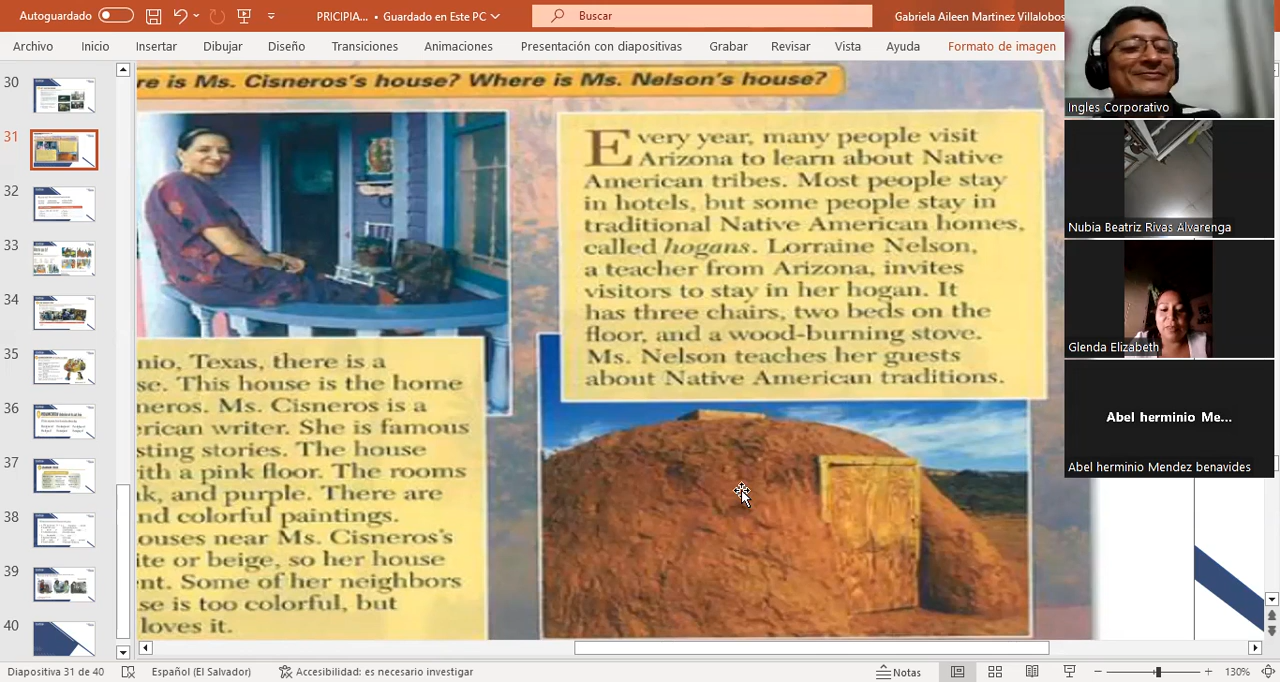 Autoguardado
PRICIPIA... • Guardado en Este PC
Buscar
Gabriela Aileen Martinez Villalobos
Archivo
Inicio
Insertar
Dibujar
Diseño
Transiciones
Animaciones
Presentación con diapositivas
Grabar
Revisar
Vista
Ayuda
Formato de imagen
30
31
32
33
34
35
36
37
38
39
40
re is Ms. Cisneros's house? Where is Ms. Nelson's house?
Every year, many people visit
Arizona to learn about Native
American tribes. Most people stay
in hotels, but some people stay in
traditional Native American homes,
called hogans. Lorraine Nelson,
a teacher from Arizona, invites
visitors to stay in her hogan. It
has three chairs, two beds on the
floor, and a wood-burning stove.
Ms. Nelson teaches her guests
about Native American traditions.
nio, Texas, there is a
se. This house is the home
neros. Ms. Cisneros is a
rican writer. She is famous
sting stories. The house
ith a pink floor. The rooms
k, and purple. There are
nd colorful paintings.
ouses near Ms. Cisneros's
ite or beige, so her house
nt. Some of her neighbors
se is too colorful, but
loves it.
Ingles Corporativo
Nubia Beatriz Rivas Alvarenga
Glenda Elizabeth
Abel herminio Me...
Abel herminio Mendez benavides
Diapositiva 31 de 40
Español (El Salvador)
Accesibilidad: es necesario investigar
Notas
130%